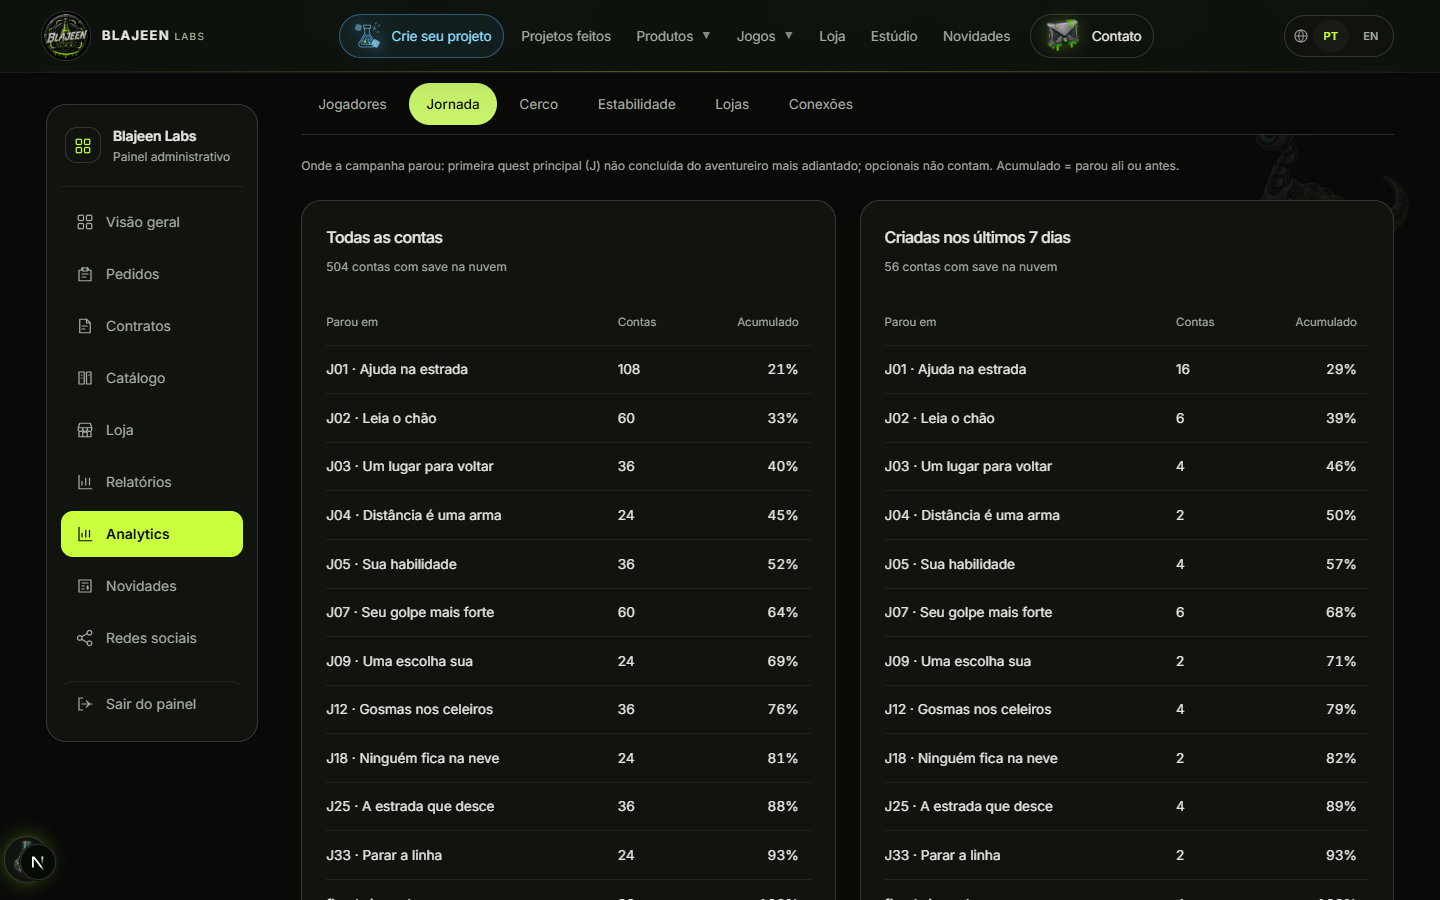 BLAJEEN LABS
Crie seu projeto
Projetos feitos
Produtos ▼
Jogos ▼
Loja
Estúdio
Novidades
Contato
PT
EN
Blajeen Labs
Painel administrativo
Visão geral
Pedidos
Contratos
Catálogo
Loja
Relatórios
Analytics
Novidades
Redes sociais
Sair do painel
N
Jogadores
Jornada
Cerco
Estabilidade
Lojas
Conexões
Onde a campanha parou: primeira quest principal (J) não concluída do aventureiro mais adiantado; opcionais não contam. Acumulado = parou ali ou antes.
Todas as contas
504 contas com save na nuvem
Parou em Contas Acumulado
J01 · Ajuda na estrada 108 21%
J02 · Leia o chão 60 33%
J03 · Um lugar para voltar 36 40%
J04 · Distância é uma arma 24 45%
J05 · Sua habilidade 36 52%
J07 · Seu golpe mais forte 60 64%
J09 · Uma escolha sua 24 69%
J12 · Gosmas nos celeiros 36 76%
J18 · Ninguém fica na neve 24 81%
J25 · A estrada que desce 36 88%
J33 · Parar a linha 24 93%
Criadas nos últimos 7 dias
56 contas com save na nuvem
Parou em Contas Acumulado
J01 · Ajuda na estrada 16 29%
J02 · Leia o chão 6 39%
J03 · Um lugar para voltar 4 46%
J04 · Distância é uma arma 2 50%
J05 · Sua habilidade 4 57%
J07 · Seu golpe mais forte 6 68%
J09 · Uma escolha sua 2 71%
J12 · Gosmas nos celeiros 4 79%
J18 · Ninguém fica na neve 2 82%
J25 · A estrada que desce 4 89%
J33 · Parar a linha 2 93%